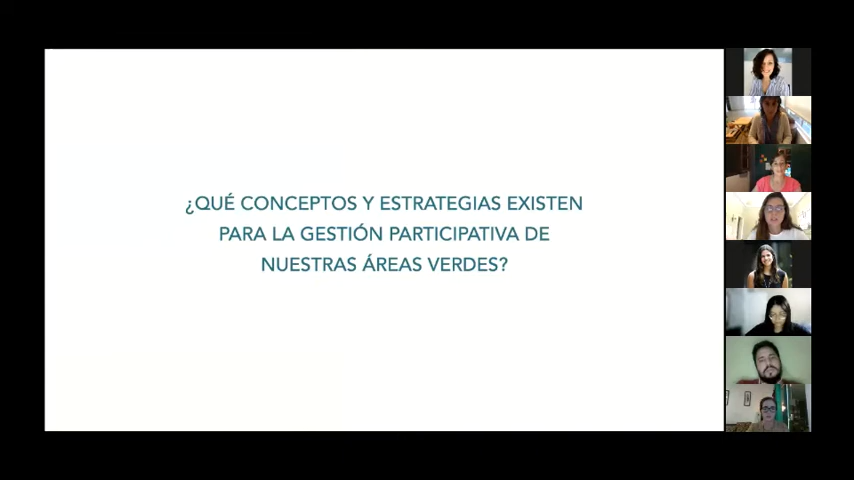 ¿QUÉ CONCEPTOS Y ESTRATEGIAS EXISTEN
PARA LA GESTIÓN PARTICIPATIVA DE
NUESTRAS ÁREAS VERDES?